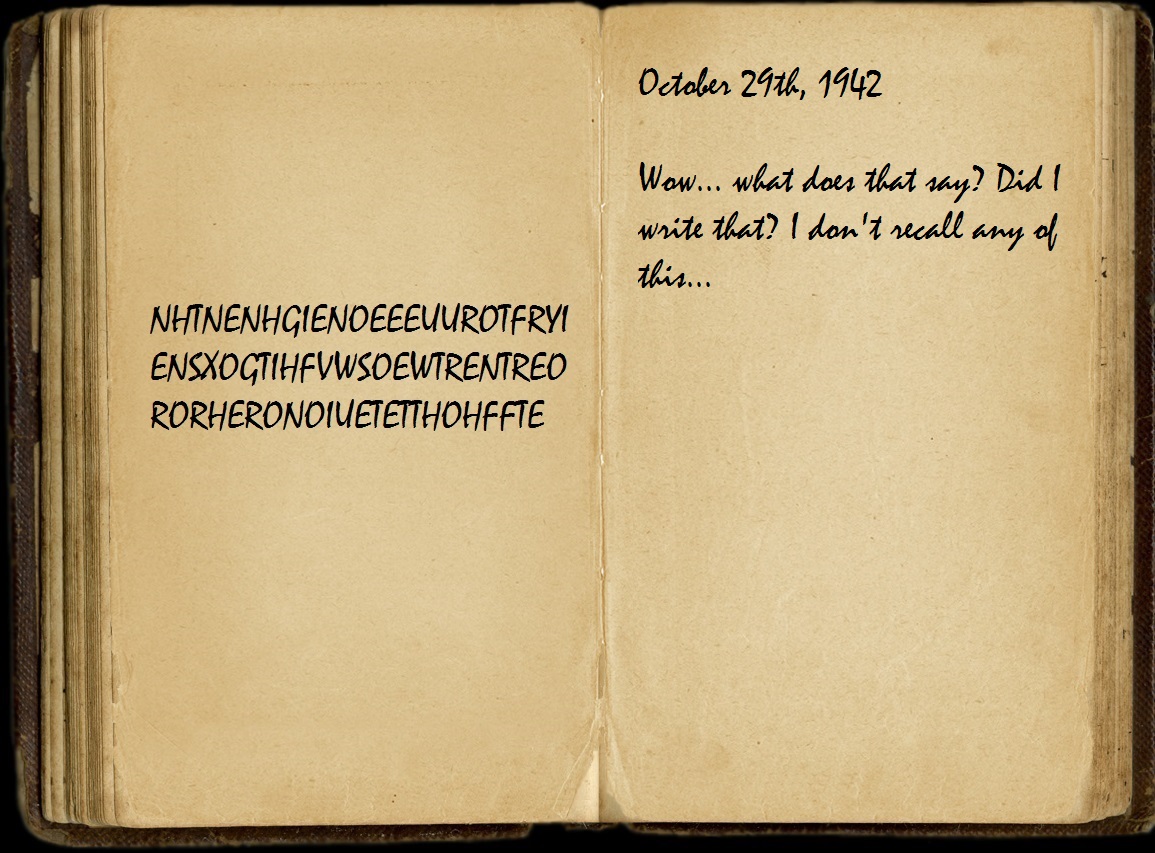 NHTNENHGIENOEEEUUROTFRYI
ENSXOGTIHFVWSOEWTRENTREO
RORHERONOIUETETTHOHFFTE
October 29th, 1942
Wow... what does that say? Did I
write that? I don't recall any of
this...